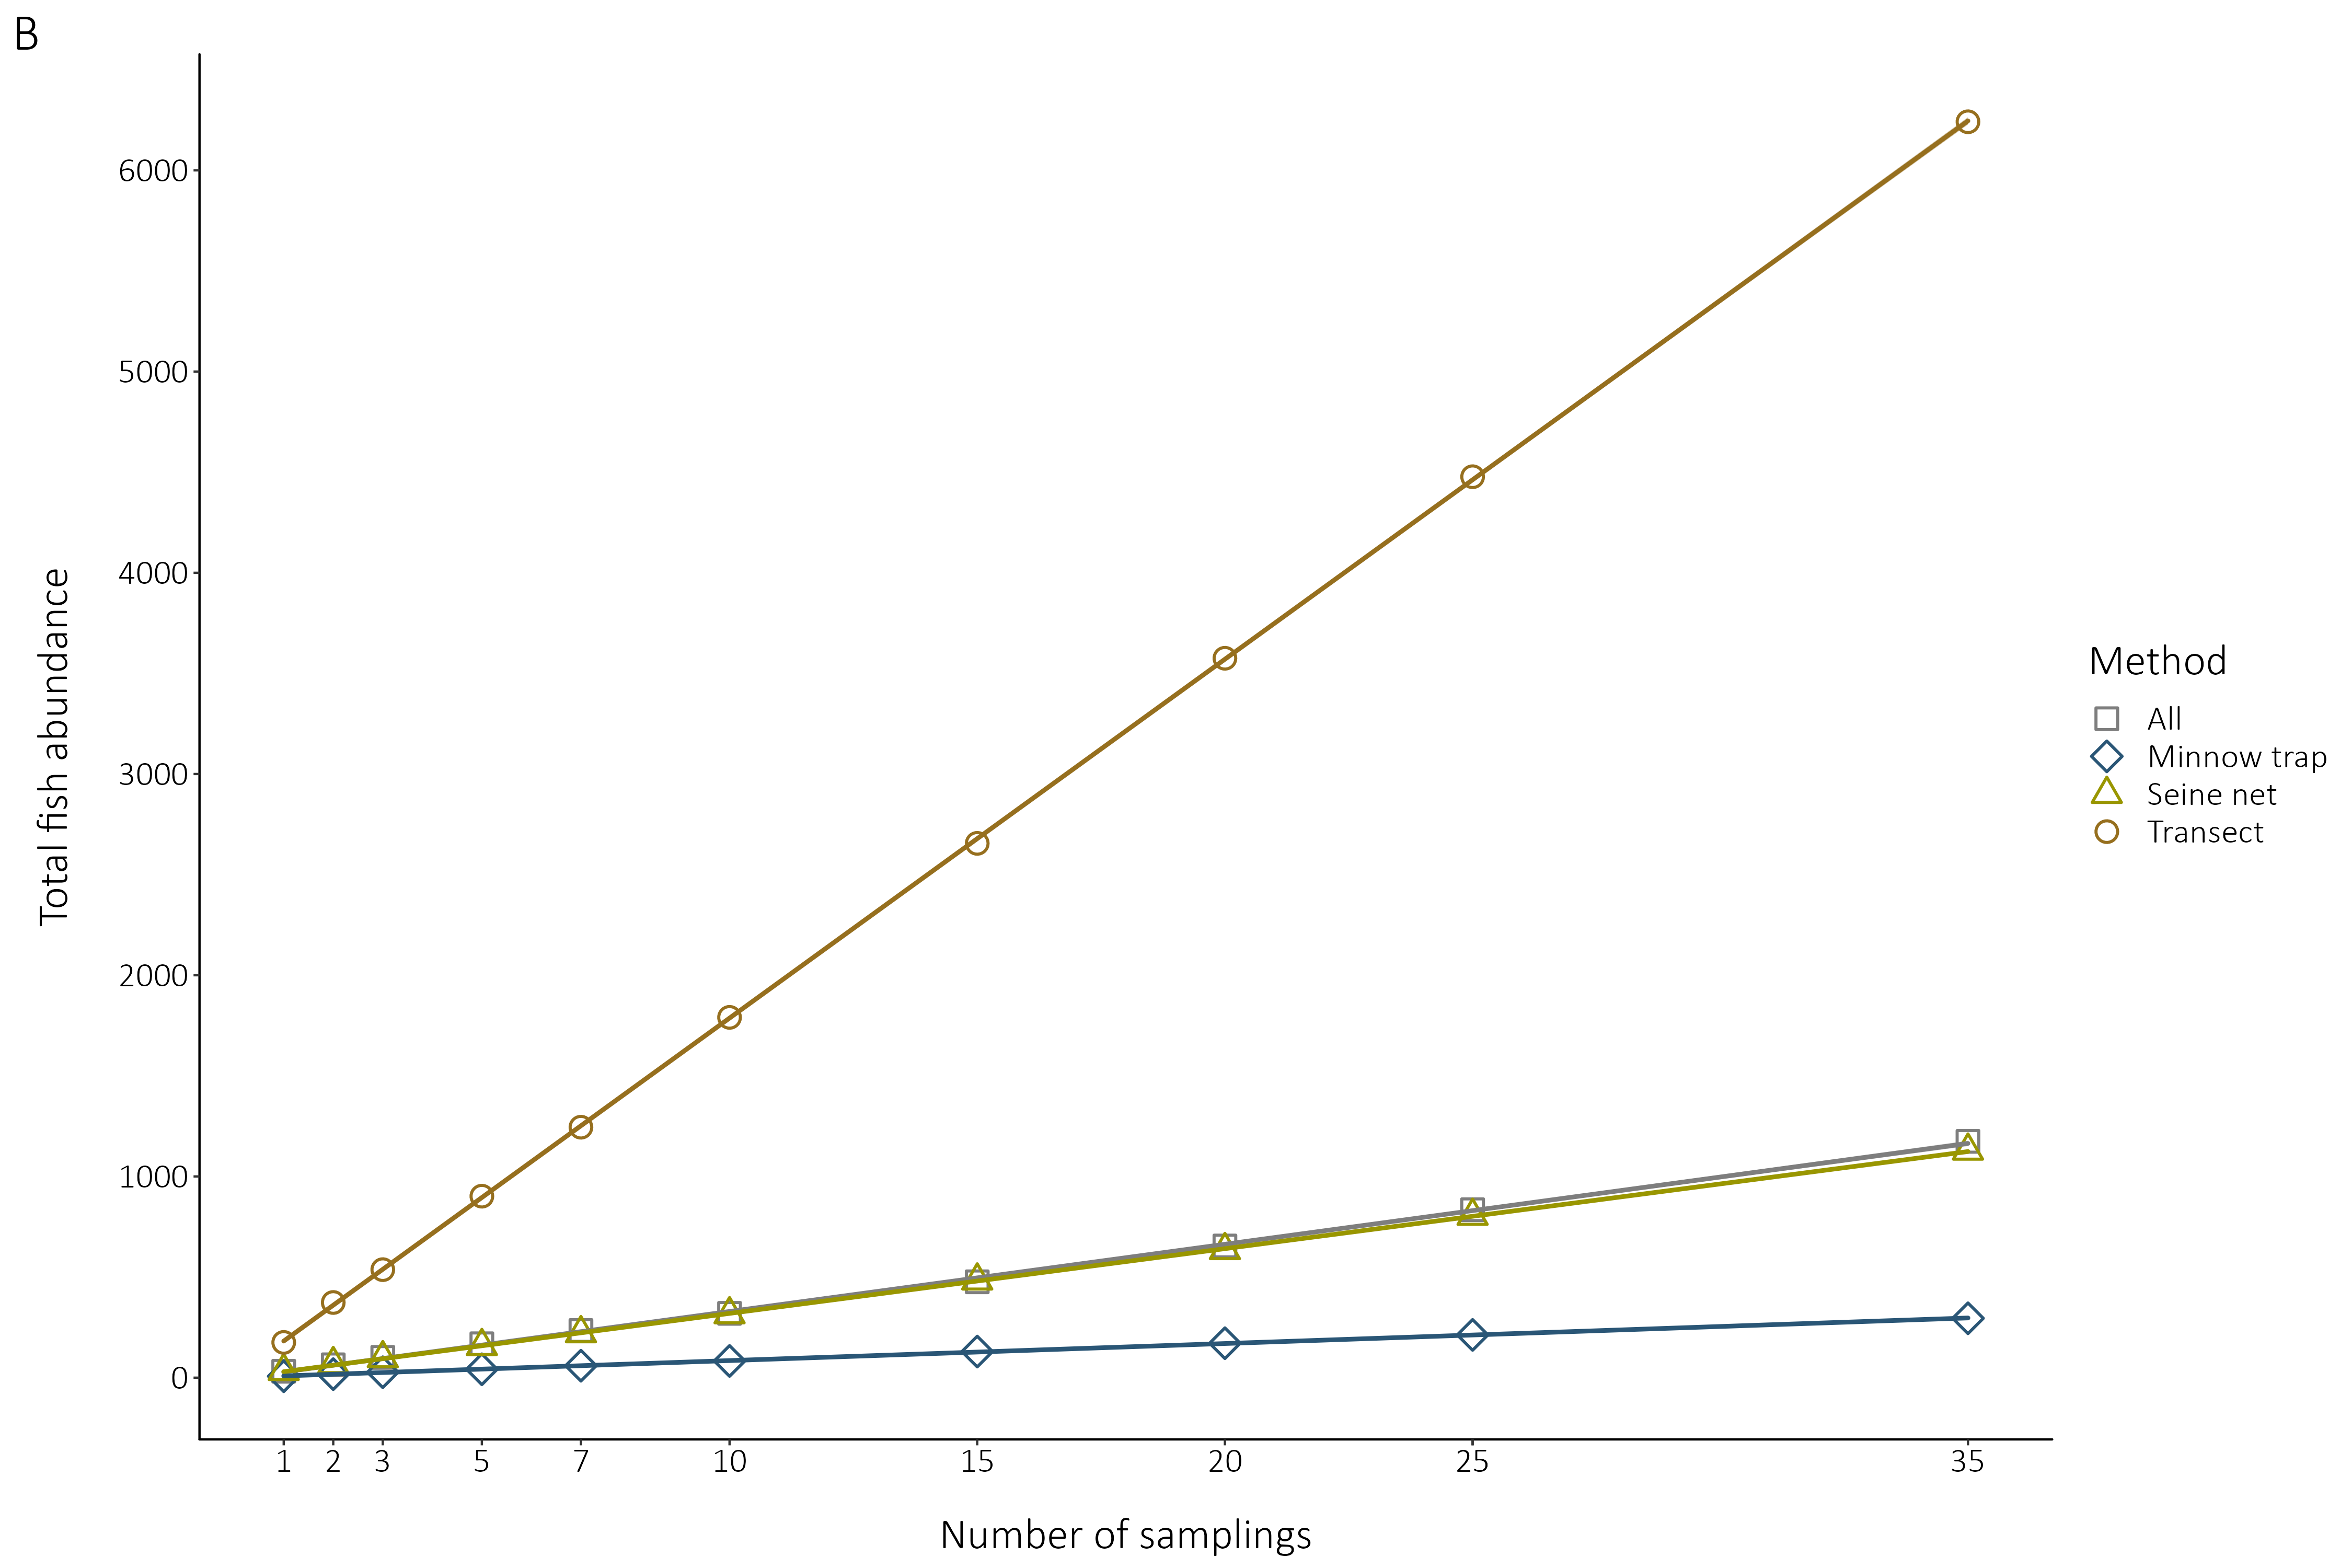 B
6000
5000
4000
3000
2000
1000
0
Total fish abundance
1 2 3 5 7 10 15 20 25 35
Number of samplings
Method
All
Minnow trap
Seine net
Transect